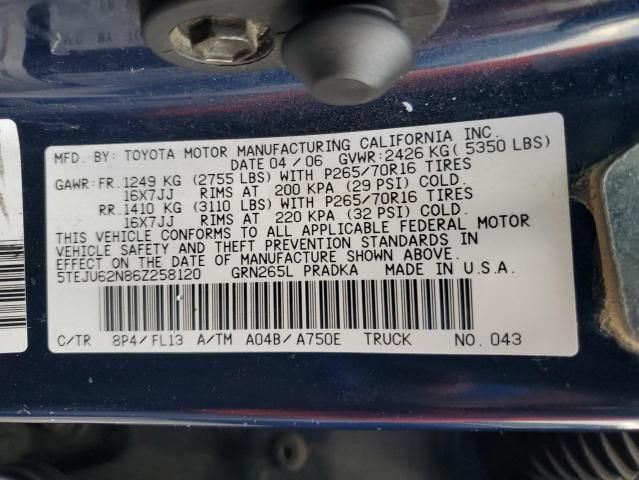 MFD. BY: TOYOTA MOTOR MANUFACTURING CALIFORNIA INC.
DATE 04 / 06 GVWR: 2426 KG ( 5350 LBS)
GAWR: FR. 1249 KG (2755 LBS) WITH P265/70R16 TIRES
16X7JJ RIMS AT 200 KPA (29 PSI) COLD.
RR. 1410 KG (3110 LBS) WITH P265/70R16 TIRES
16X7JJ RIMS AT 220 KPA (32 PSI) COLD.
THIS VEHICLE CONFORMS TO ALL APPLICABLE FEDERAL MOTOR
VEHICLE SAFETY AND THEFT PREVENTION STANDARDS IN
EFFECT ON THE DATE OF MANUFACTURE SHOWN ABOVE.
5TEJU62N86Z258120 GRN265L PRADKA MADE IN U.S.A.
C/TR 8P4/ FL13 A/TM A04B/ A750E TRUCK NO. 043